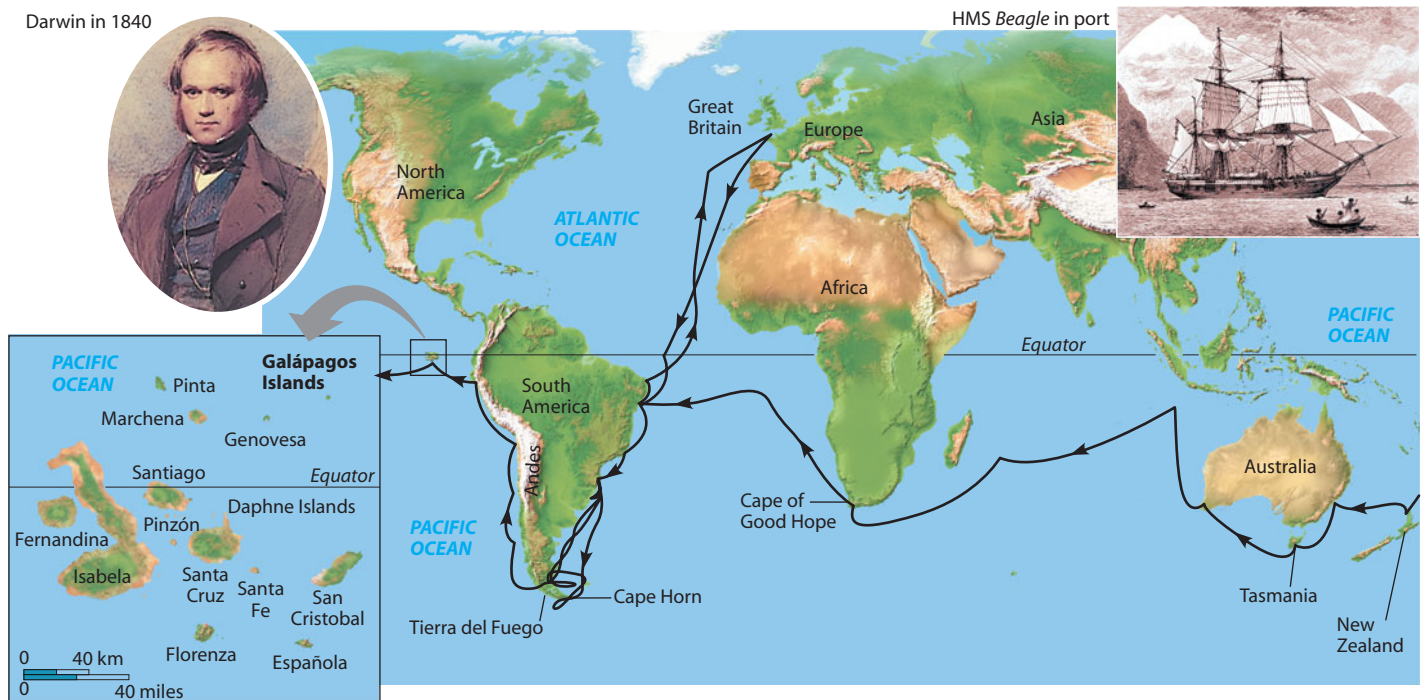 Darwin in 1840
HMS Beagle in port
Great
Britain
Europe
Asia
North
America
ATLANTIC
OCEAN
Africa
PACIFIC
OCEAN
Equator
South
America
Andes
PACIFIC
OCEAN
Cape of
Good Hope
Australia
Cape Horn
Tierra del Fuego
Tasmania
New
Zealand
PACIFIC
OCEAN
Galápagos
Islands
Pinta
Marchena
Genovesa
Equator
Santiago
Daphne Islands
Pinzón
Fernandina
Isabela
Santa
Cruz
Santa
Fe
San
Cristobal
Florenza
Española
0 40 km
0 40 miles